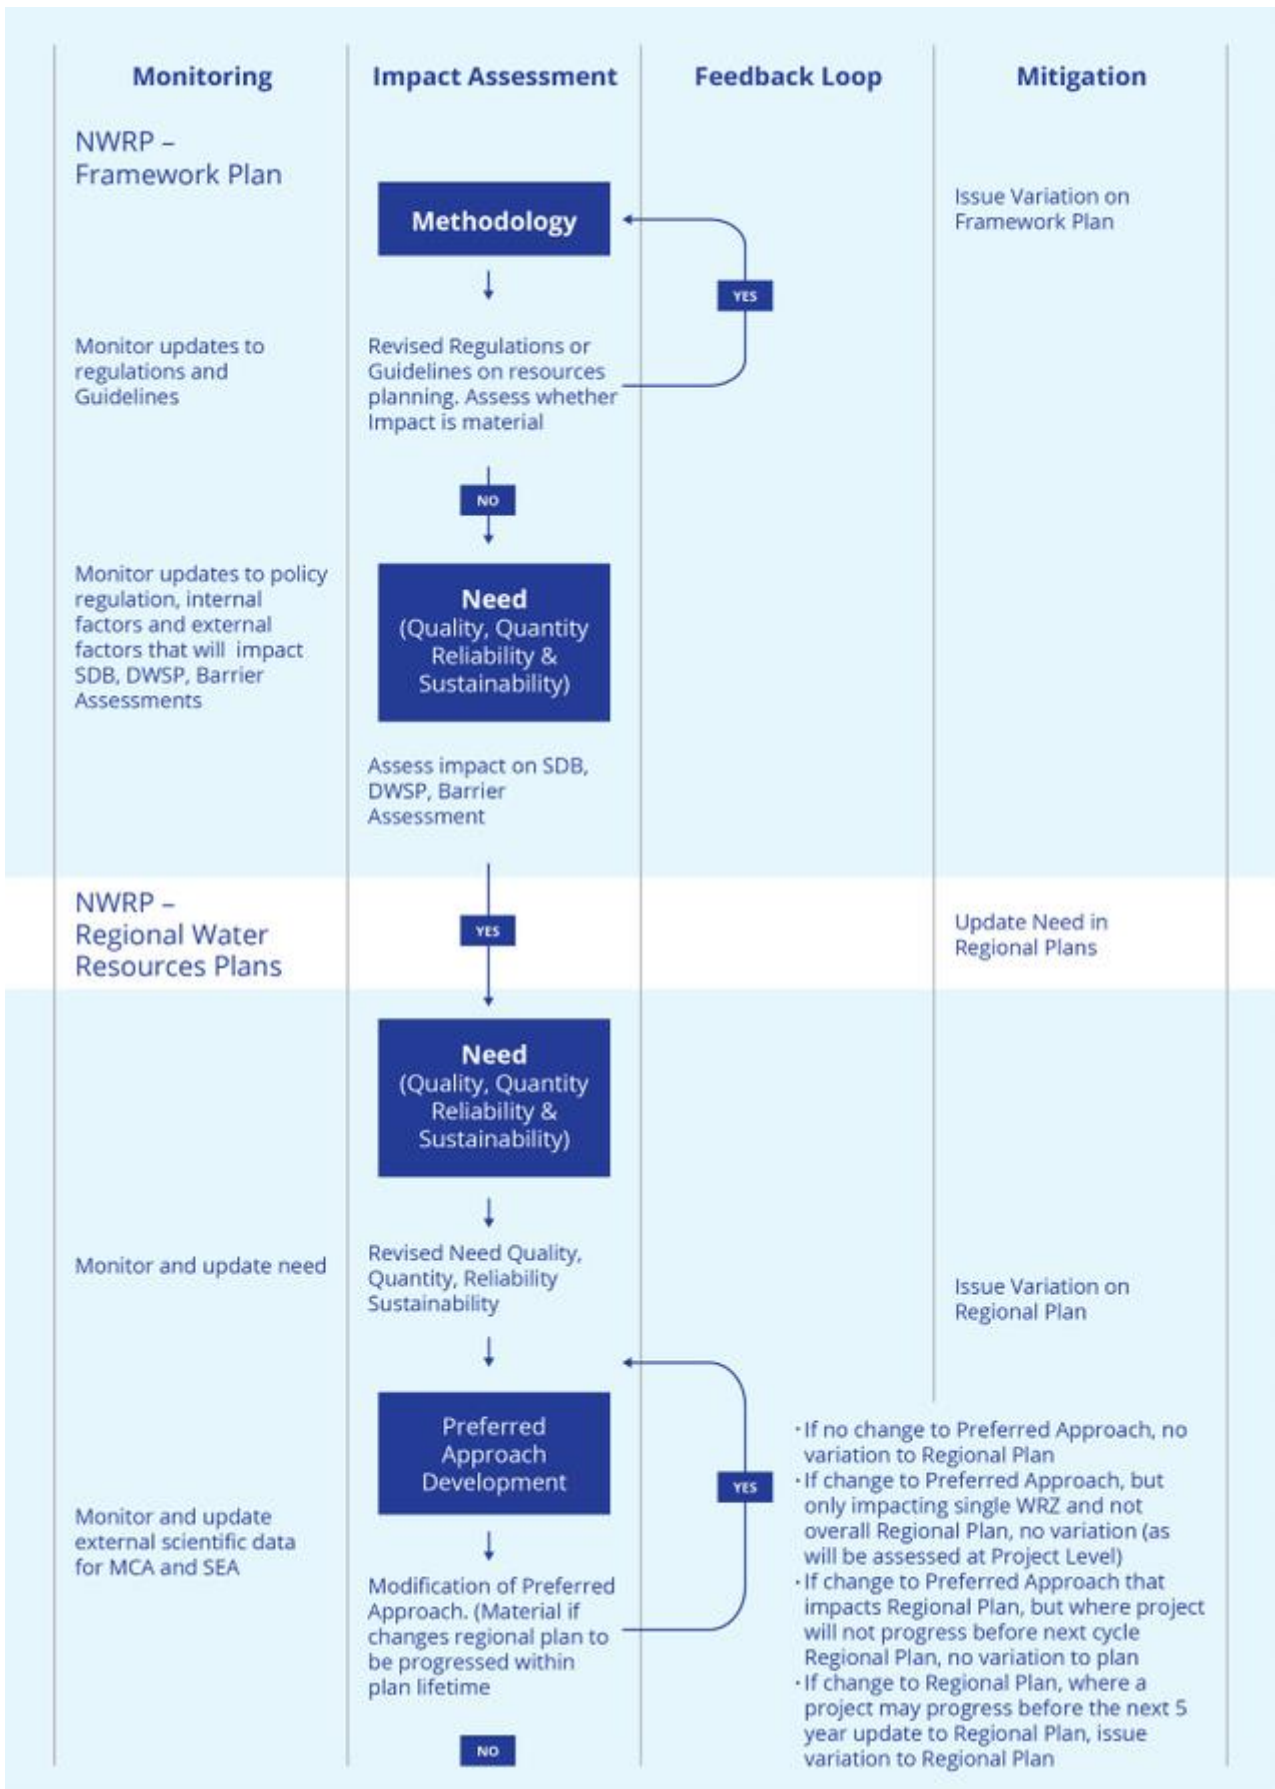 Monitoring
Impact Assessment
Feedback Loop
Mitigation
NWRP –
Framework Plan
Methodology
Issue Variation on
Framework Plan
YES
Monitor updates to
regulations and
Guidelines
Revised Regulations or
Guidelines on resources
planning. Assess whether
Impact is material
NO
Monitor updates to policy
regulation, internal
factors and external
factors that will impact
SDB, DWSP, Barrier
Assessments
Need
(Quality, Quantity
Reliability &
Sustainability)
Assess impact on SDB,
DWSP, Barrier
Assessment
NWRP –
Regional Water
Resources Plans
YES
Update Need in
Regional Plans
Need
(Quality, Quantity
Reliability &
Sustainability)
Monitor and update need
Revised Need Quality,
Quantity, Reliability
Sustainability
Issue Variation on
Regional Plan
Preferred
Approach
Development
YES
Monitor and update
external scientific data
for MCA and SEA
Modification of Preferred
Approach. (Material if
changes regional plan to
be progressed within
plan lifetime
NO
· If no change to Preferred Approach, no
variation to Regional Plan
· If change to Preferred Approach, but
only impacting single WRZ and not
overall Regional Plan, no variation (as
will be assessed at Project Level)
· If change to Preferred Approach that
impacts Regional Plan, but where project
will not progress before next cycle
Regional Plan, no variation to plan
· If change to Regional Plan, where a
project may progress before the next 5
year update to Regional Plan, issue
variation to Regional Plan